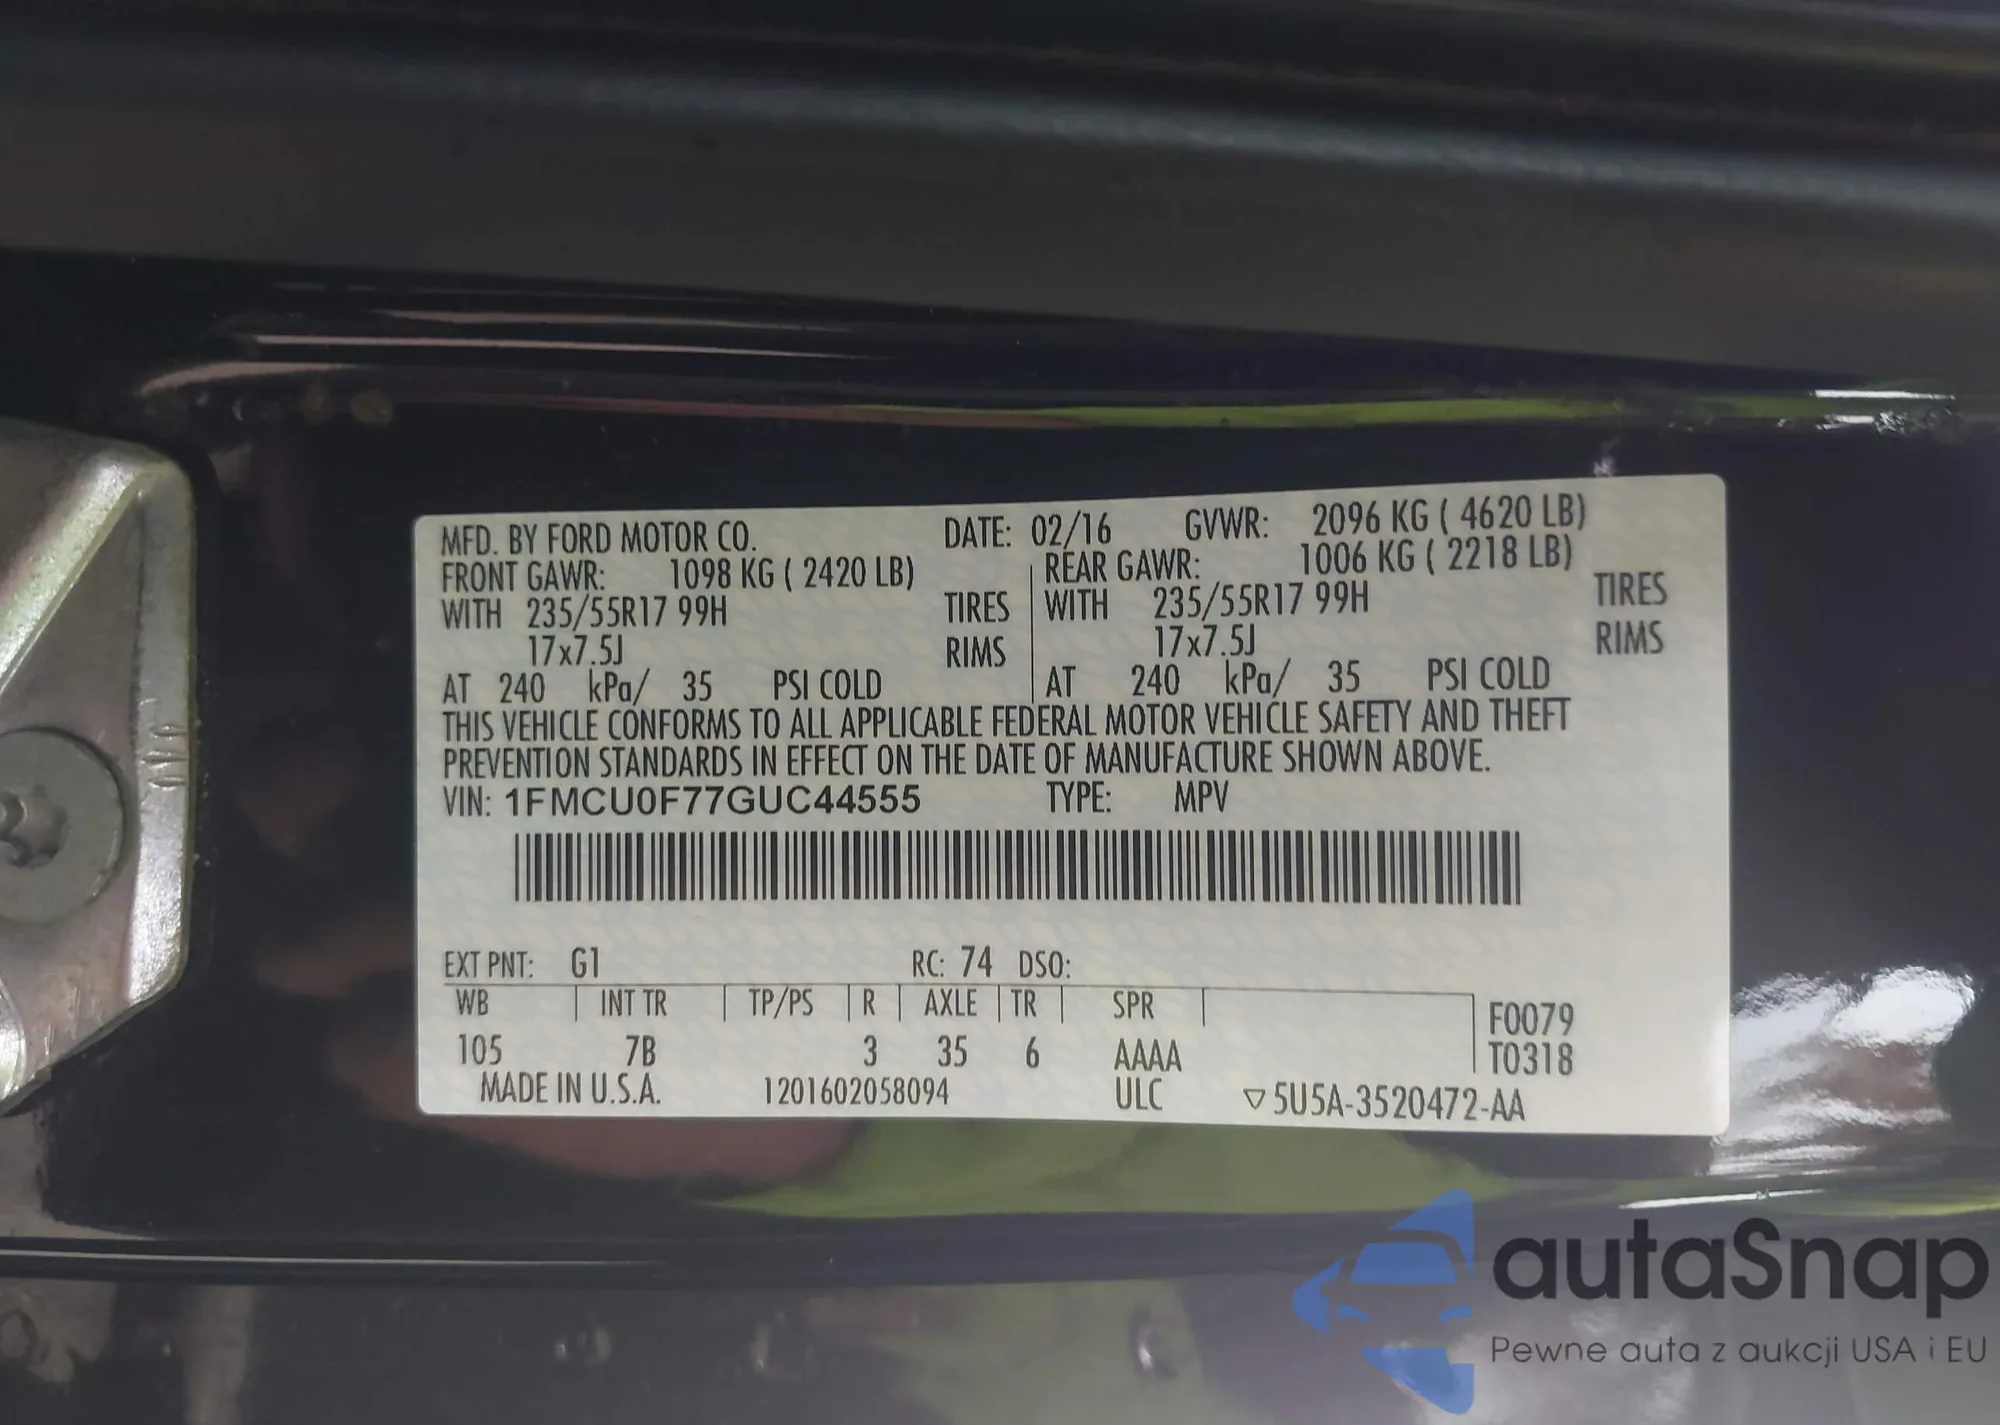 MFD. BY FORD MOTOR CO. DATE: 02/16 GVWR: 2096 KG ( 4620 LB)
FRONT GAWR: 1098 KG ( 2420 LB) REAR GAWR: 1006 KG ( 2218 LB)
WITH 235/55R17 99H TIRES WITH 235/55R17 99H TIRES
17x7.5J RIMS 17x7.5J RIMS
AT 240 kPa/ 35 PSI COLD AT 240 kPa/ 35 PSI COLD
THIS VEHICLE CONFORMS TO ALL APPLICABLE FEDERAL MOTOR VEHICLE SAFETY AND THEFT
PREVENTION STANDARDS IN EFFECT ON THE DATE OF MANUFACTURE SHOWN ABOVE.
VIN: 1FMCU0F77GUC44555 TYPE: MPV
EXT PNT: G1 RC: 74 DSO:
WB INT TR TP/PS R AXLE TR SPR F0079
105 7B 3 35 6 AAAA T0318
MADE IN U.S.A. 1201602058094 ULC ▽5U5A-3520472-AA
autaSnap
Pewne auta z aukcji USA i EU